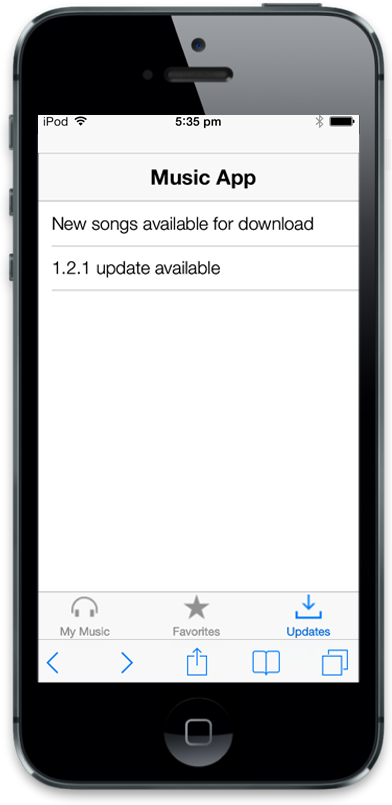 iPod 5:35 pm
Music App
New songs available for download
1.2.1 update available
My Music Favorites Updates